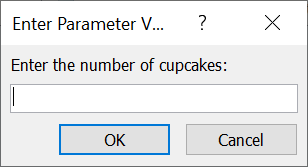 Enter Parameter V...
Enter the number of cupcakes:
OK
Cancel